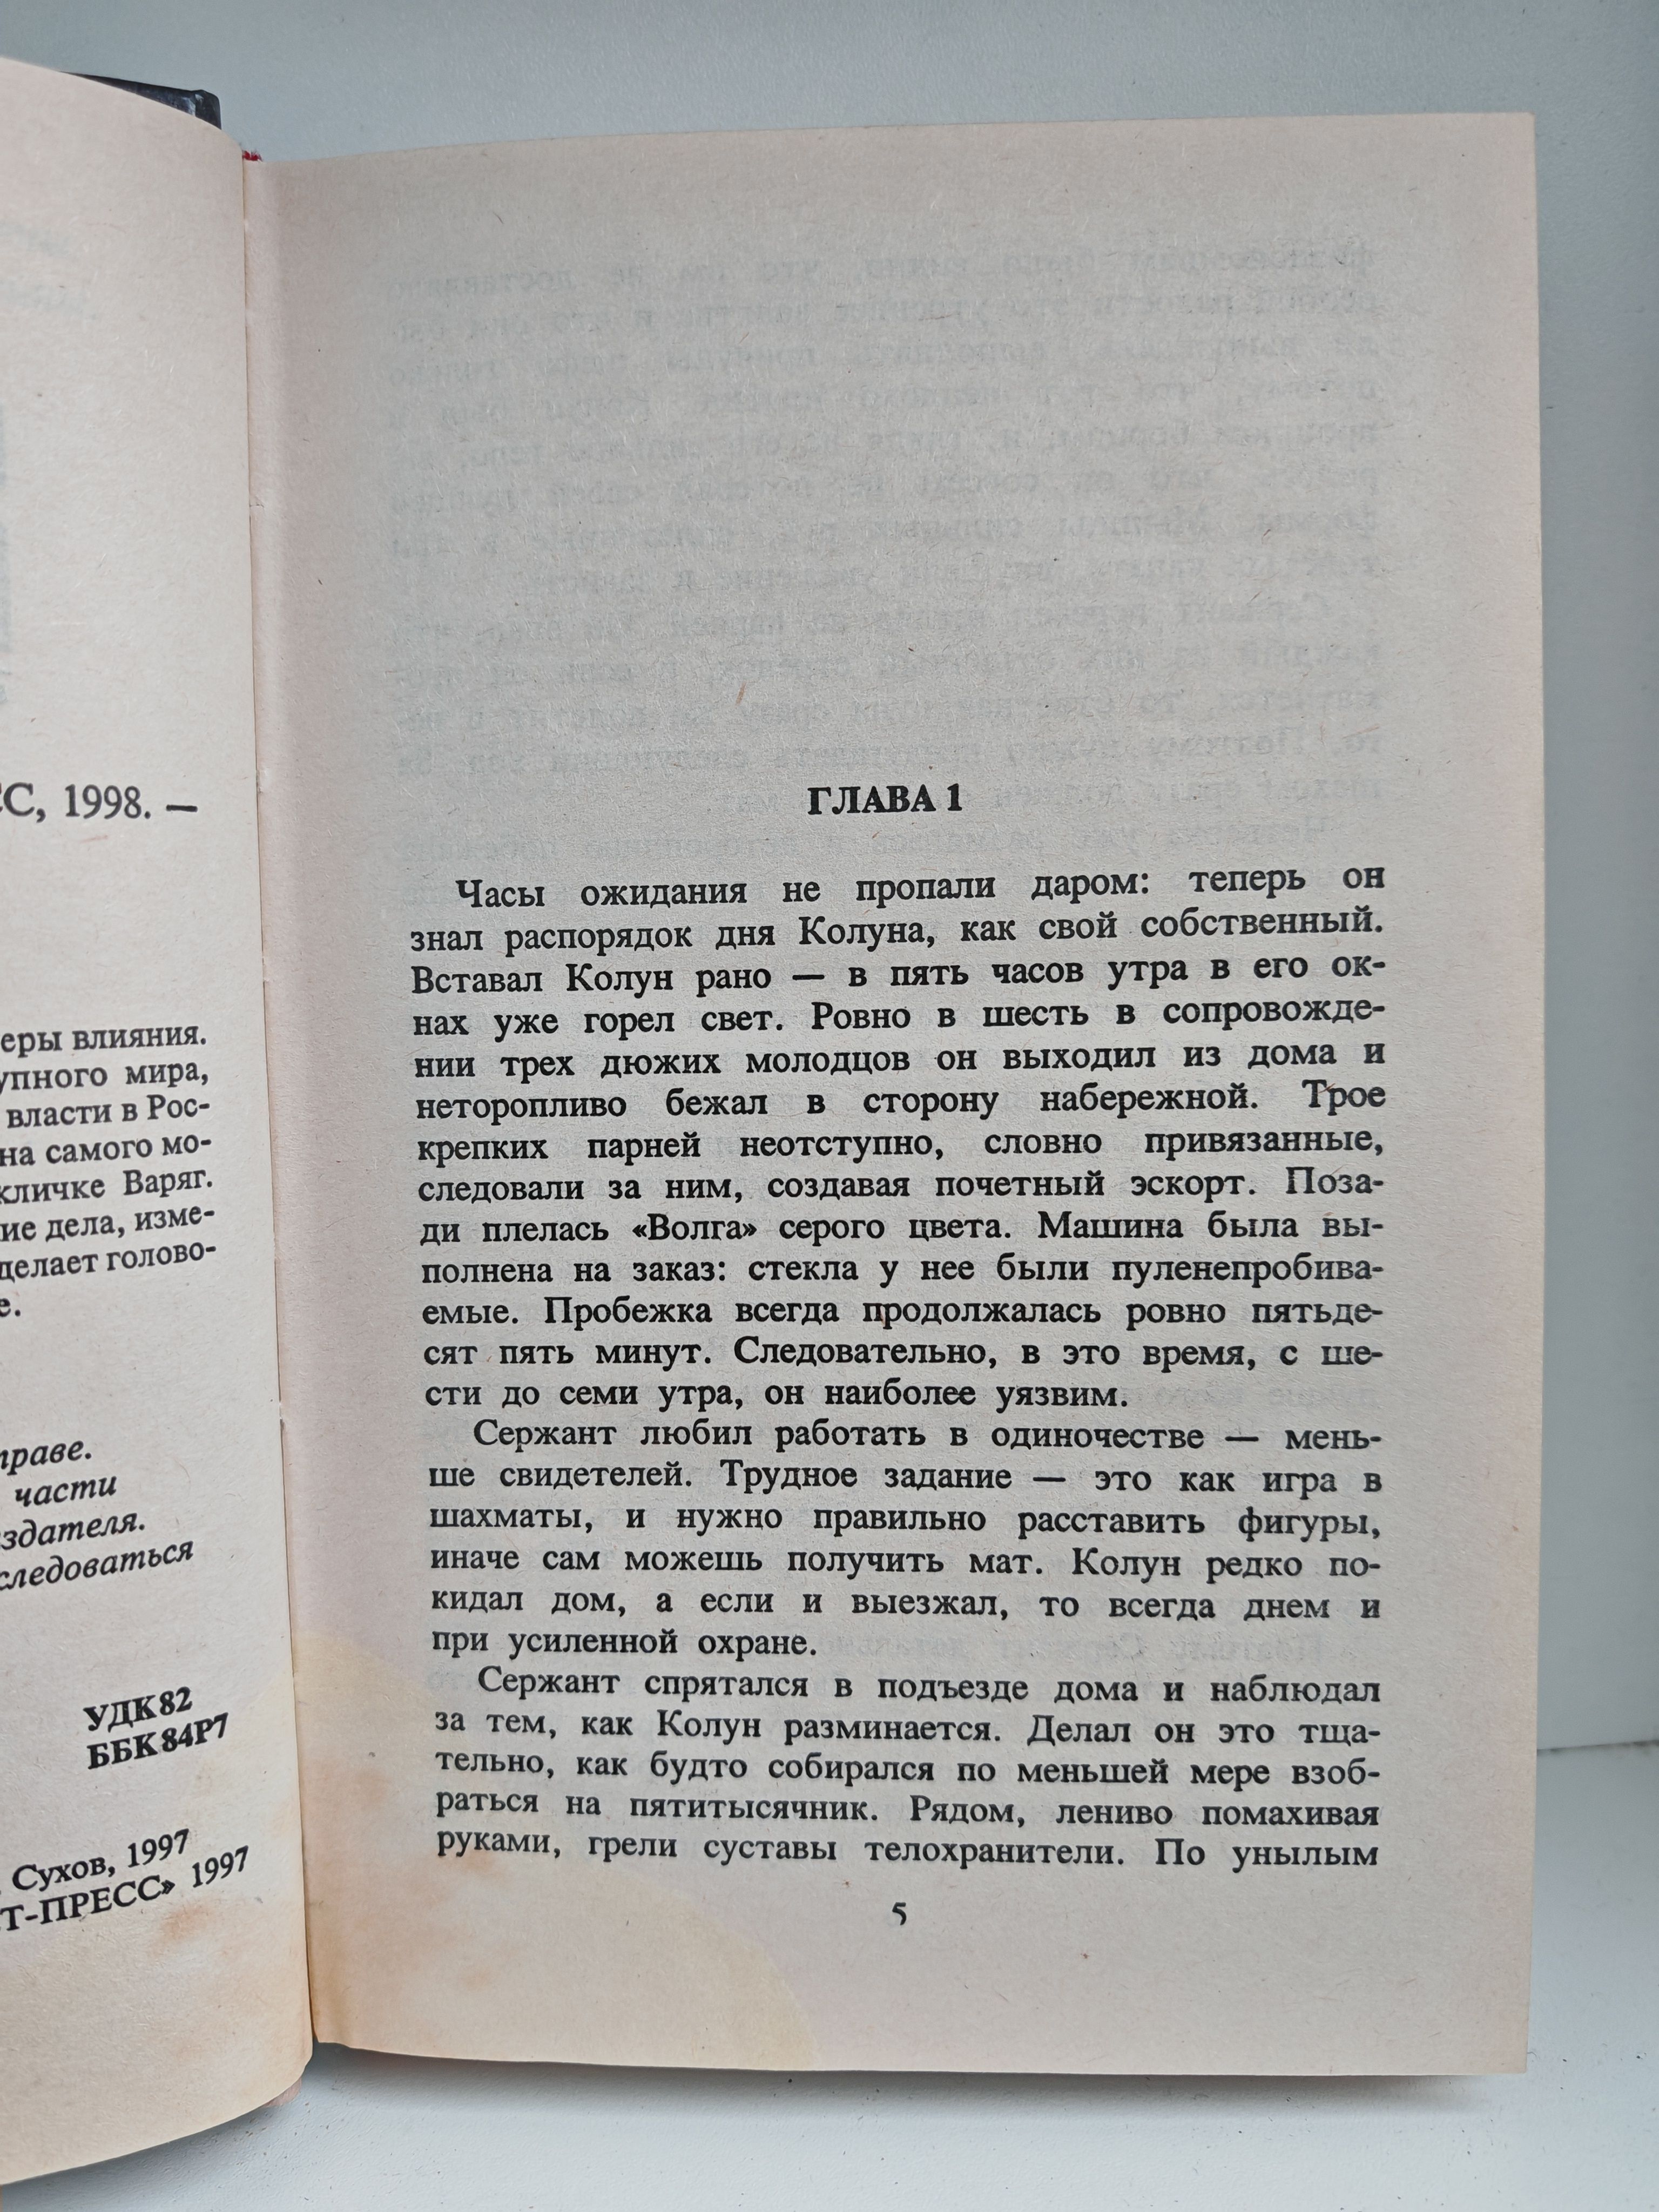 СС, 1998. —
еры влияния.
упного мира,
власти в Рос-
на самого мо-
кличке Варяг.
ие дела, изме-
делает голово-
е.
праве.
части
здателя.
следоваться
УДК 82
ББК 84Р7
Сухов, 1997
Т-ПРЕСС» 1997
ГЛАВА 1
Часы ожидания не пропали даром: теперь он
знал распорядок дня Колуна, как свой собственный.
Вставал Колун рано — в пять часов утра в его ок-
нах уже горел свет. Ровно в шесть в сопровожде-
нии трех дюжих молодцов он выходил из дома и
неторопливо бежал в сторону набережной. Трое
крепких парней неотступно, словно привязанные,
следовали за ним, создавая почетный эскорт. Поза-
ди плелась «Волга» серого цвета. Машина была вы-
полнена на заказ: стекла у нее были пуленепробива-
емые. Пробежка всегда продолжалась ровно пятьде-
сят пять минут. Следовательно, в это время, с ше-
сти до семи утра, он наиболее уязвим.
Сержант любил работать в одиночестве — мень-
ше свидетелей. Трудное задание — это как игра в
шахматы, и нужно правильно расставить фигуры,
иначе сам можешь получить мат. Колун редко по-
кидал дом, а если и выезжал, то всегда днем и
при усиленной охране.
Сержант спрятался в подъезде дома и наблюдал
за тем, как Колун разминается. Делал он это тща-
тельно, как будто собирался по меньшей мере взоб-
раться на пятитысячник. Рядом, лениво помахивая
руками, грели суставы телохранители. По унылым
5